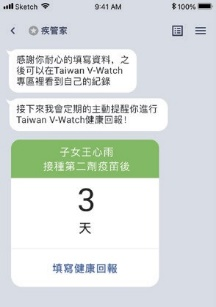 Sketch
9:41 AM
100%
疾管家
感謝你耐心的填寫資料，之
後可以在Taiwan V-Watch
專區裡看到自己的紀錄
接下來我會定期的主動提醒你進行
Taiwan V-Watch健康回報！
子女王心雨
接種第二劑疫苗後
3
天
填寫健康回報